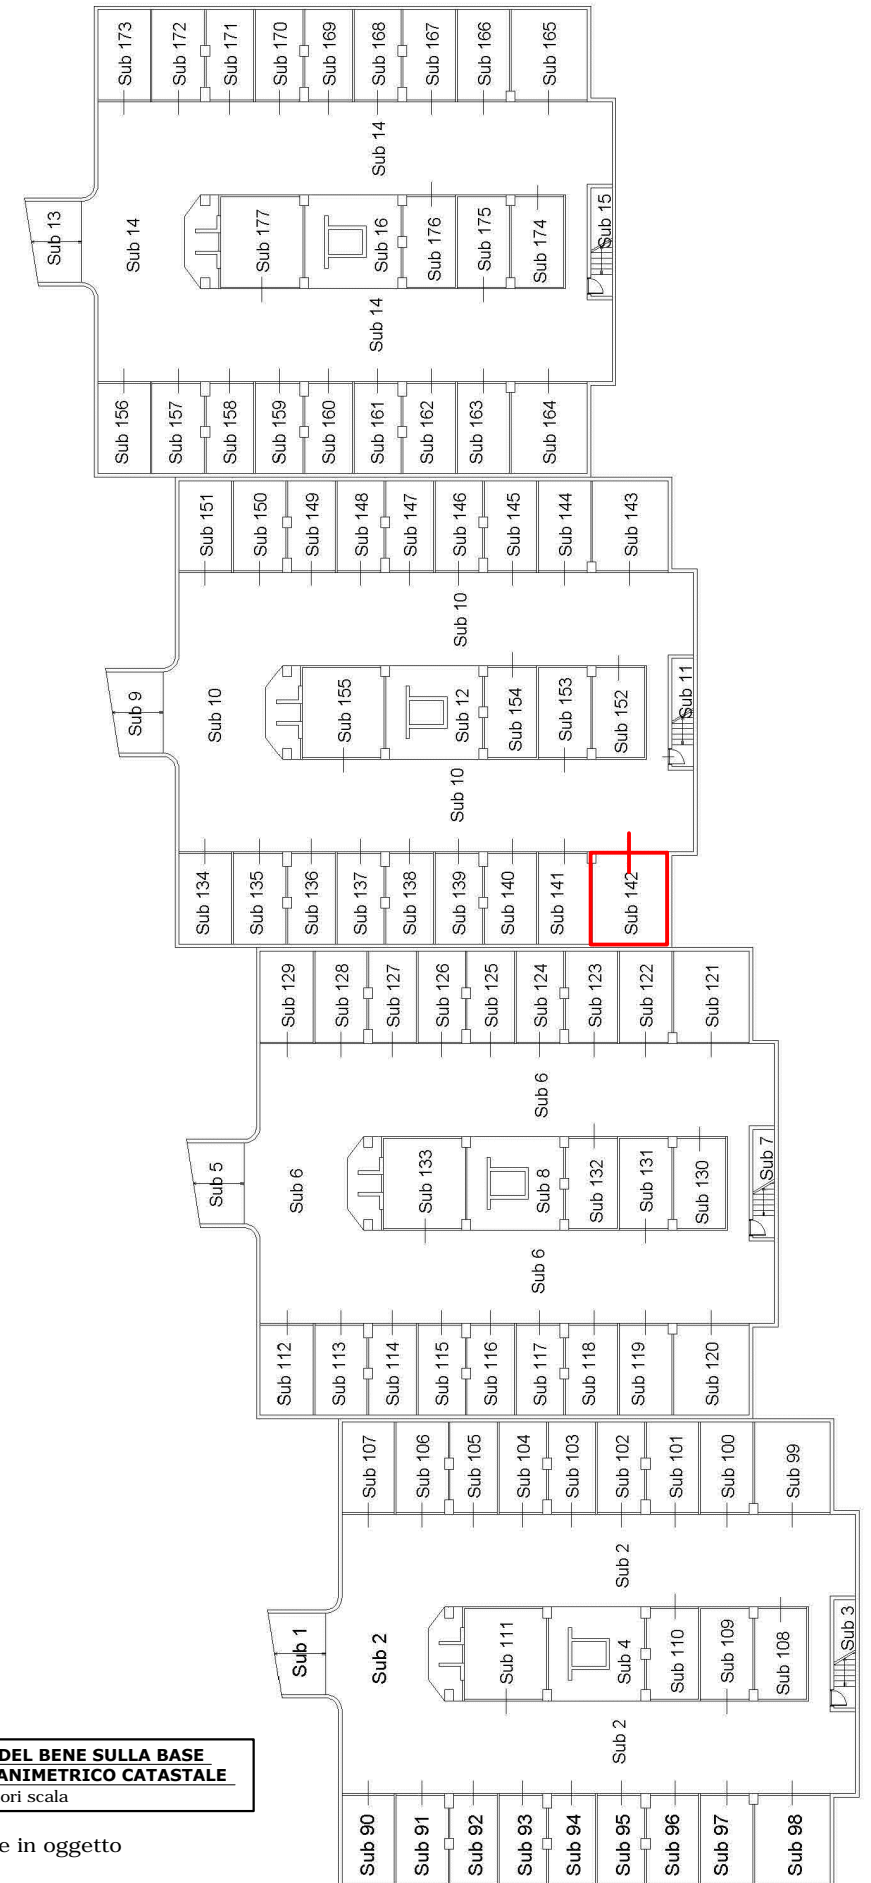 Sub 173
Sub 172
Sub 171
Sub 170
Sub 169
Sub 168
Sub 167
Sub 166
Sub 165
Sub 14
Sub 13
Sub 14
Sub 177
Sub 16
Sub 176
Sub 175
Sub 174
Sub 15
Sub 14
Sub 156
Sub 157
Sub 158
Sub 159
Sub 160
Sub 161
Sub 162
Sub 163
Sub 164
Sub 151
Sub 150
Sub 149
Sub 148
Sub 147
Sub 146
Sub 145
Sub 144
Sub 143
Sub 10
Sub 9
Sub 10
Sub 155
Sub 12
Sub 154
Sub 153
Sub 152
Sub 11
Sub 10
Sub 134
Sub 135
Sub 136
Sub 137
Sub 138
Sub 139
Sub 140
Sub 141
Sub 142
Sub 129
Sub 128
Sub 127
Sub 126
Sub 125
Sub 124
Sub 123
Sub 122
Sub 121
Sub 6
Sub 5
Sub 6
Sub 133
Sub 8
Sub 132
Sub 131
Sub 130
Sub 7
Sub 6
Sub 112
Sub 113
Sub 114
Sub 115
Sub 116
Sub 117
Sub 118
Sub 119
Sub 120
Sub 107
Sub 106
Sub 105
Sub 104
Sub 103
Sub 102
Sub 101
Sub 100
Sub 99
Sub 2
Sub 1
Sub 2
Sub 111
Sub 4
Sub 110
Sub 109
Sub 108
Sub 3
Sub 2
Sub 90
Sub 91
Sub 92
Sub 93
Sub 94
Sub 95
Sub 96
Sub 97
Sub 98
DEL BENE SULLA BASE
ANIMETRICO CATASTALE
ori scala
e in oggetto